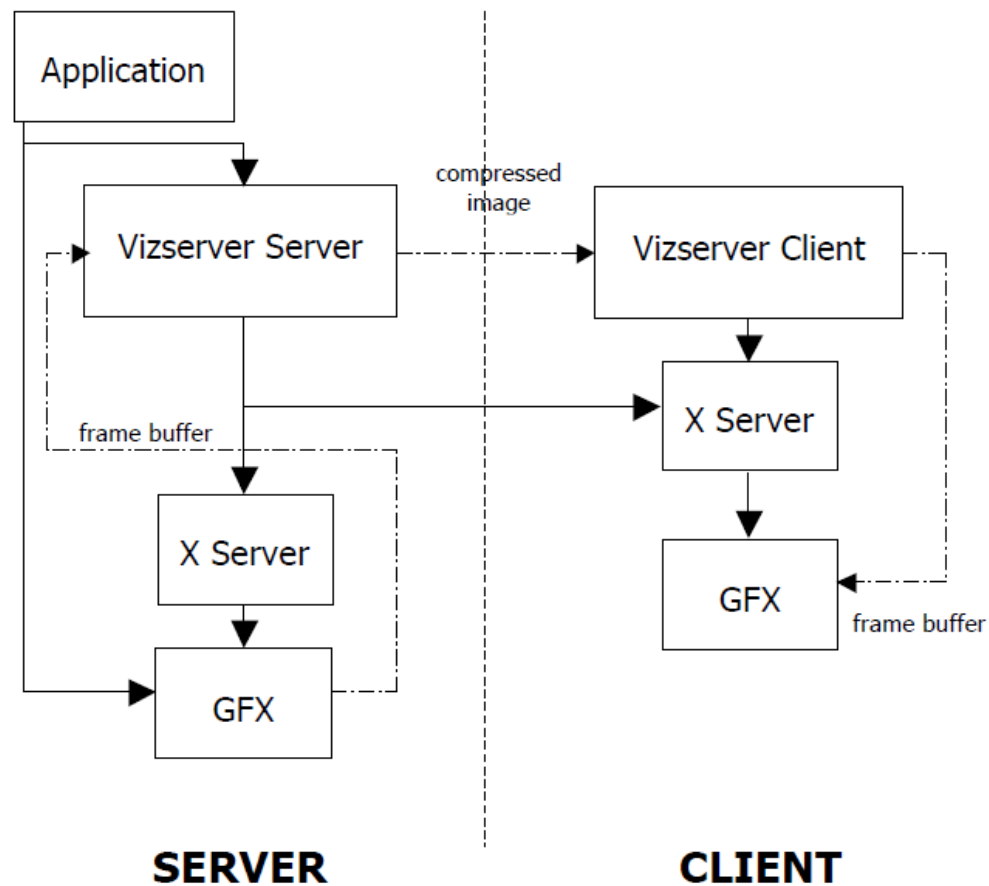 Application
compressed
image
Vizserver Server
Vizserver Client
X Server
frame buffer
X Server
GFX
frame buffer
GFX
SERVER
CLIENT